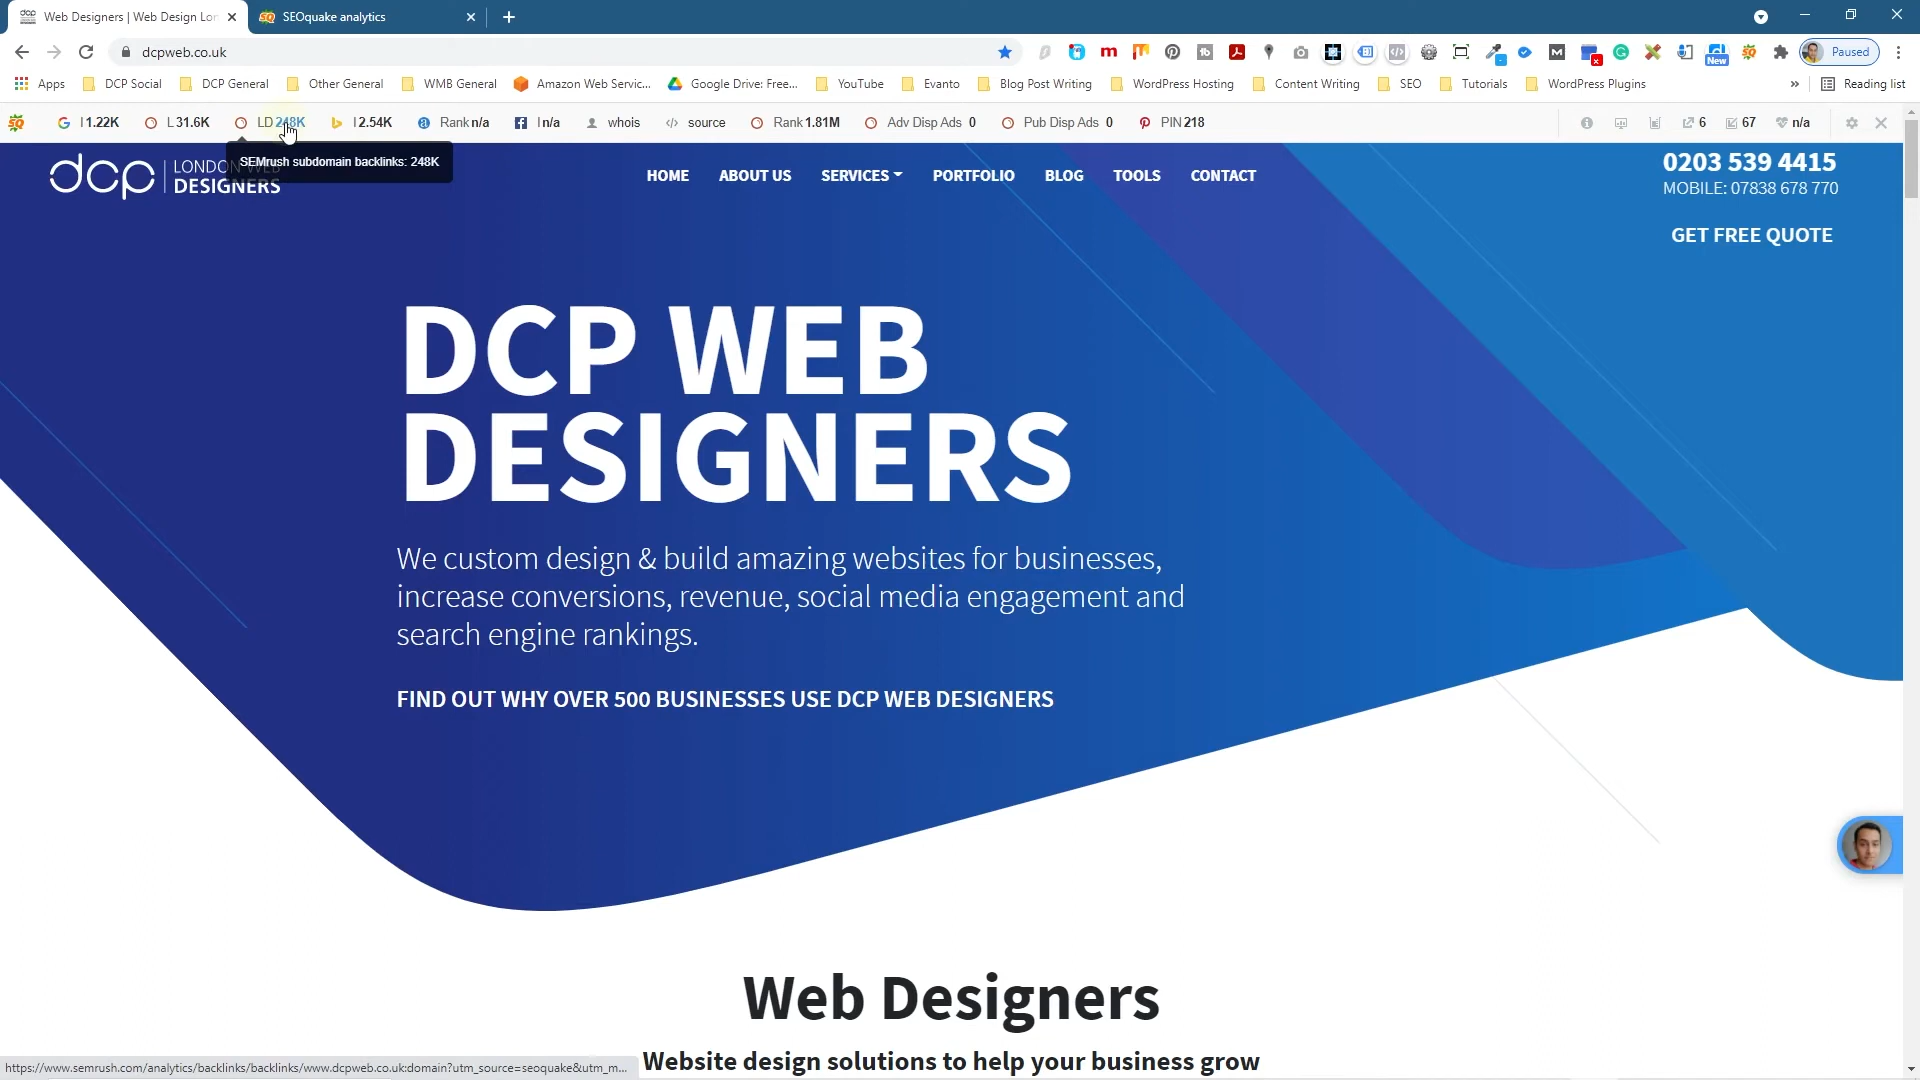 Web Designers | Web Design Lon
SEOquake analytics
dcpweb.co.uk
New
Paused
Apps
DCP Social
DCP General
Other General
WMB General
Amazon Web Servic...
Google Drive: Free...
YouTube
Evanto
Blog Post Writing
WordPress Hosting
Content Writing
SEO
Tutorials
WordPress Plugins
»
Reading list
I 1.22K
L 31.6K
LD 248K
I 2.54K
Rank n/a
I n/a
whois
source
Rank 1.81M
Adv Disp Ads 0
Pub Disp Ads 0
PIN 218
6
67
n/a
SEMrush subdomain backlinks: 248K
dcp
LONDON WEB
DESIGNERS
HOME
ABOUT US
SERVICES
PORTFOLIO
BLOG
TOOLS
CONTACT
0203 539 4415
MOBILE: 07838 678 770
GET FREE QUOTE
DCP WEB
DESIGNERS
We custom design & build amazing websites for businesses,
increase conversions, revenue, social media engagement and
search engine rankings.
FIND OUT WHY OVER 500 BUSINESSES USE DCP WEB DESIGNERS
Web Designers
Website design solutions to help your business grow
https://www.semrush.com/analytics/backlinks/backlinks/www.dcpweb.co.uk:domain?utm_source=seoquake&utm_m...